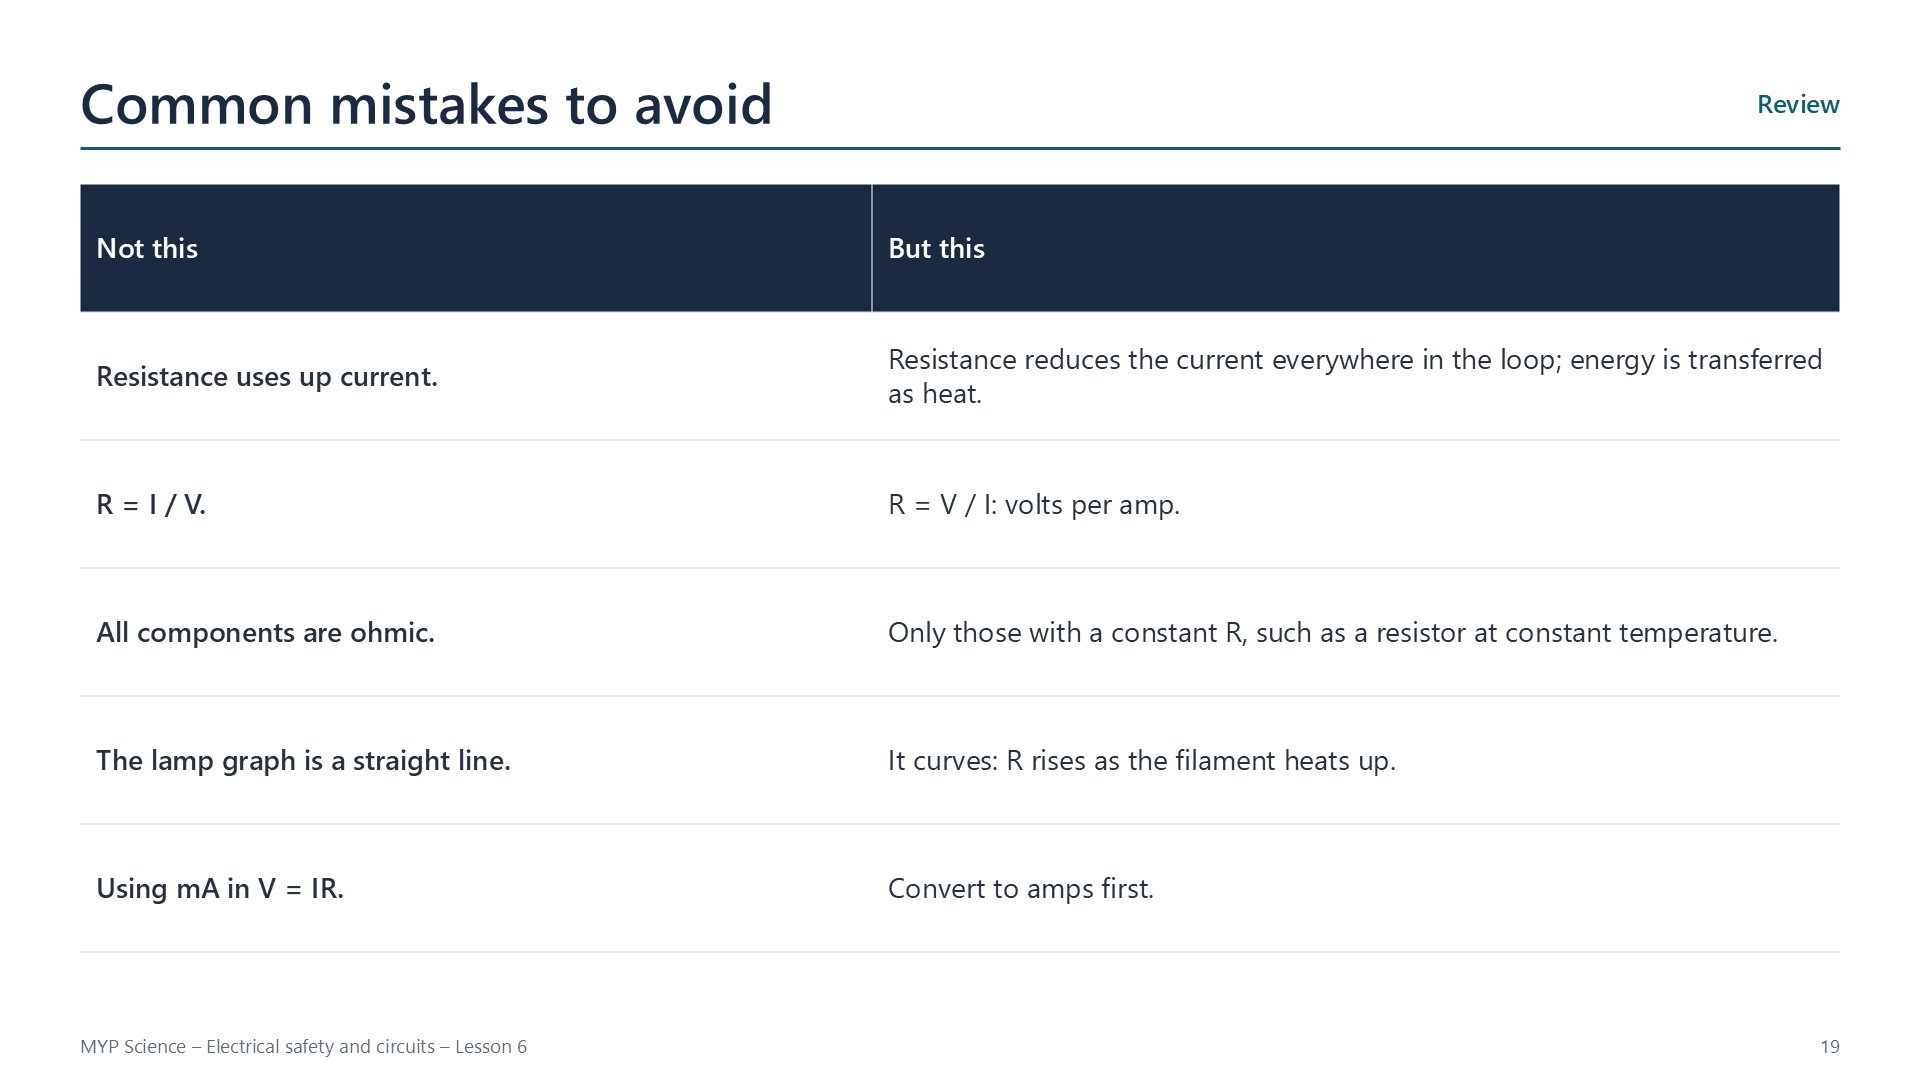 Common mistakes to avoid
Review
Not this
But this
Resistance uses up current.
Resistance reduces the current everywhere in the loop; energy is transferred
as heat.
R = I / V.
R = V / I: volts per amp.
All components are ohmic.
Only those with a constant R, such as a resistor at constant temperature.
The lamp graph is a straight line.
It curves: R rises as the filament heats up.
Using mA in V = IR.
Convert to amps first.
MYP Science – Electrical safety and circuits – Lesson 6
19